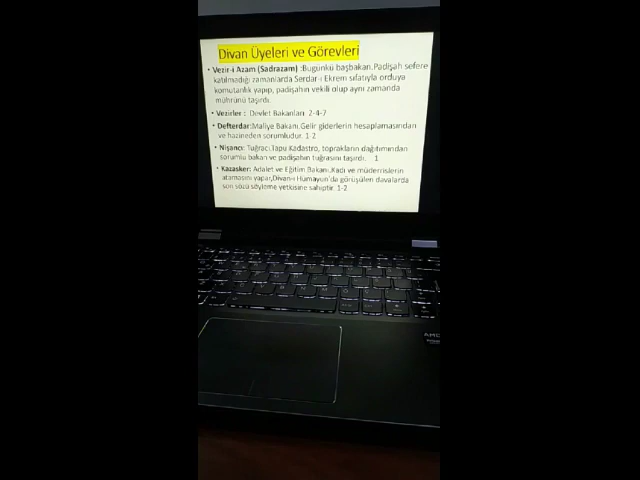 Divan Üyeleri ve Görevleri
• Vezir-i Azam (Sadrazam) :Bugünkü başbakan.Padişah sefere
katılmadığı zamanlarda Serdar-ı Ekrem sıfatıyla orduya
komutanlık yapıp, padişahın vekili olup aynı zamanda
mührünü taşırdı.
• Vezirler : Devlet Bakanları 2-4-7
• Defterdar:Maliye Bakanı.Gelir giderlerin hesaplamasından
ve hazineden sorumludur. 1-2
• Nişancı: Tuğracı.Tapu Kadastro, toprakların dağıtımından
sorumlu bakan ve padişahın tuğrasını taşırdı. 1
• Kazasker: Adalet ve Eğitim Bakanı.Kadı ve müderrislerin
atamasını yapar,Divan-ı Hümayun'da görüşülen davalarda
son sözü söyleme yetkisine sahiptir. 1-2
AMD